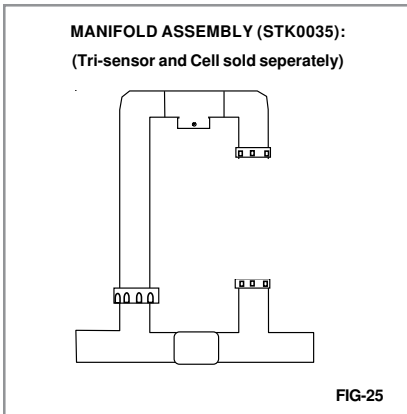 MANIFOLD ASSEMBLY (STK0035):
(Tri-sensor and Cell sold seperately)
FIG-25